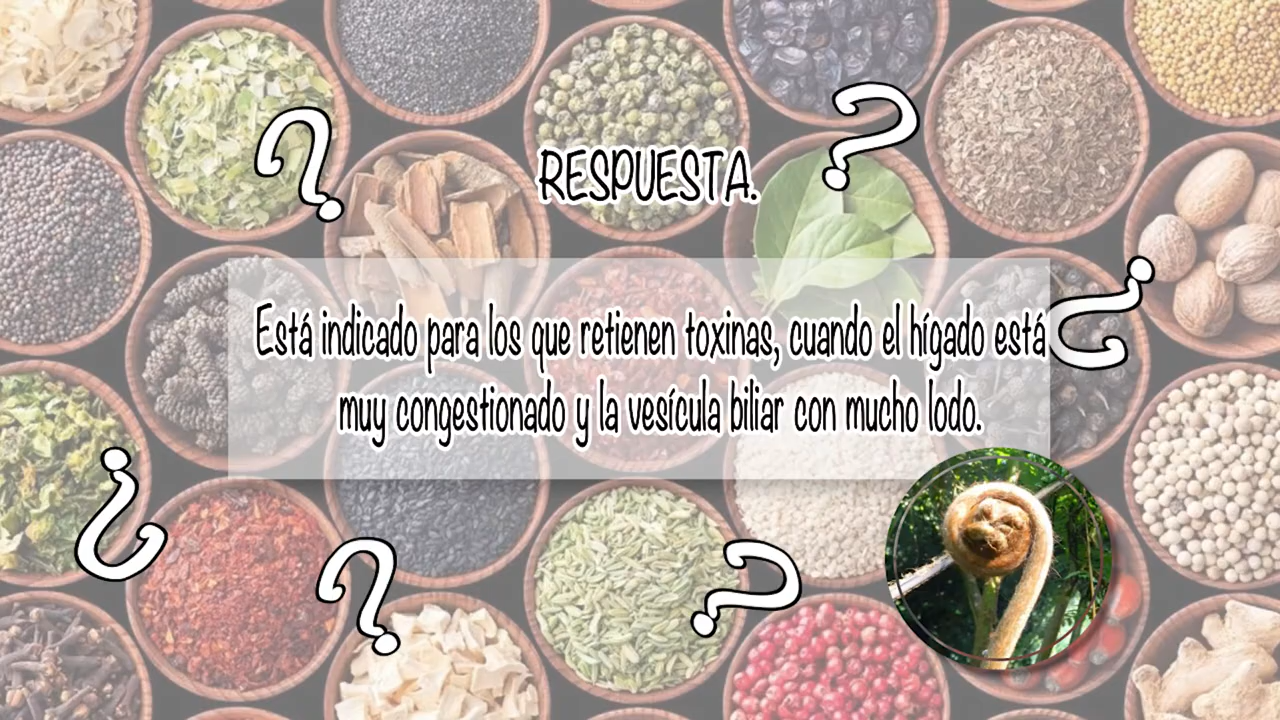 RESPUESTA.
Está indicado para los que retienen toxinas, cuando el hígado está
muy congestionado y la vesícula biliar con mucho lodo.